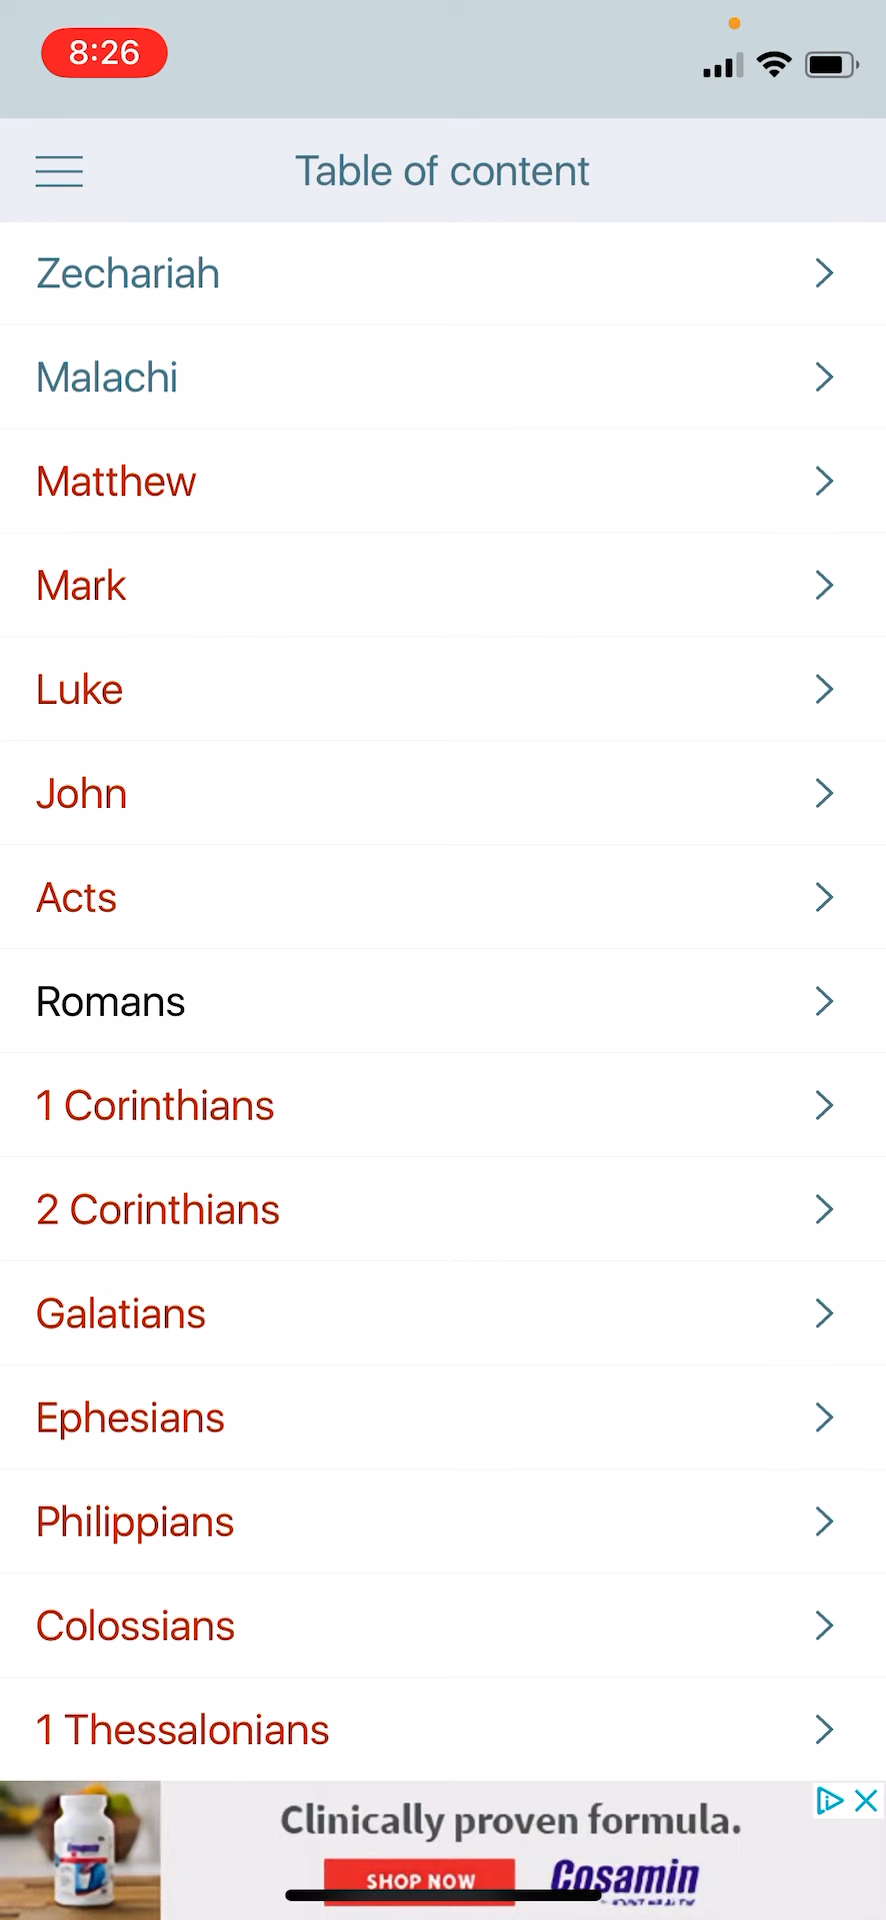 8:26
Table of content
Zechariah
Malachi
Matthew
Mark
Luke
John
Acts
Romans
1 Corinthians
2 Corinthians
Galatians
Ephesians
Philippians
Colossians
1 Thessalonians
Clinically proven formula.
SHOP NOW
Cosamin